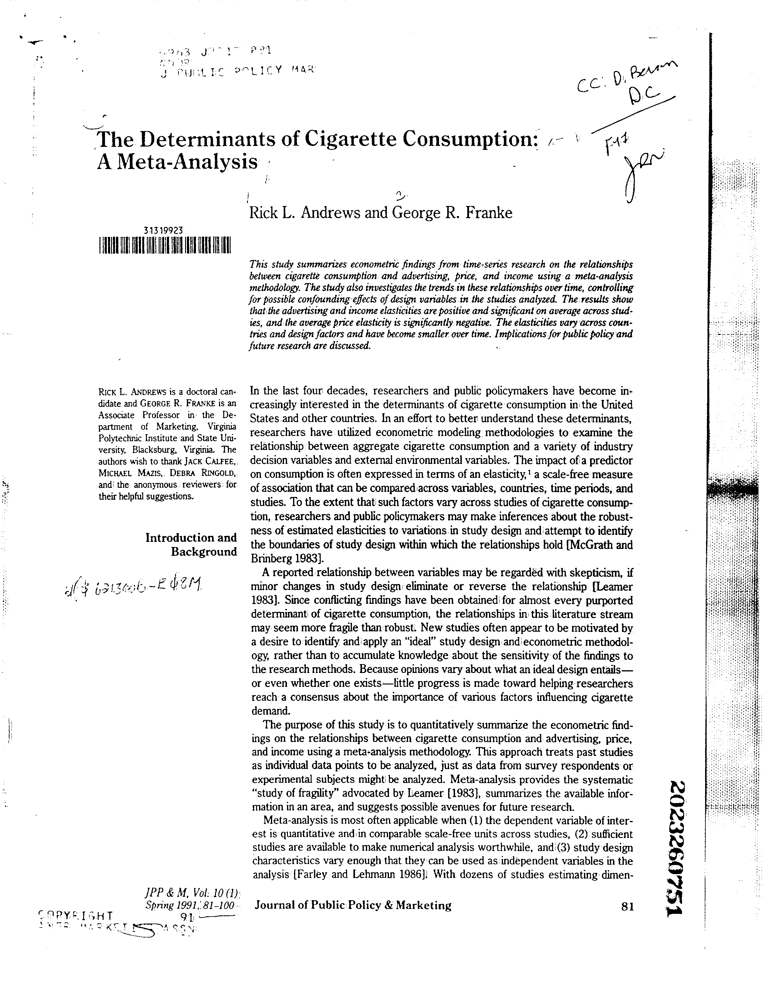 J PUBLIC POLICY MAR
CC: D. Beran
DC
The Determinants of Cigarette Consumption:
A Meta-Analysis
Rick L. Andrews and George R. Franke
31319923
This study summarizes econometric findings from time-series research on the relationships
between cigarette consumption and advertising, price, and income using a meta-analysis
methodology. The study also investigates the trends in these relationships over time, controlling
for possible confounding effects of design variables in the studies analyzed. The results show
that the advertising and income elasticities are positive and significant on average across stud-
ies, and the average price elasticity is significantly negative. The elasticities vary across coun-
tries and design factors and have become smaller over time. Implications for public policy and
future research are discussed.
RICK L. ANDREWS is a doctoral can-
didate and GEORGE R. FRANKE is an
Associate Professor in the De-
partment of Marketing, Virginia
Polytechnic Institute and State Uni-
versity, Blacksburg, Virginia. The
authors wish to thank JACK CALFEE,
MICHAEL MAZIS, DEBRA RINGOLD,
and the anonymous reviewers for
their helpful suggestions.
Introduction and
Background
In the last four decades, researchers and public policymakers have become in-
creasingly interested in the determinants of cigarette consumption in the United
States and other countries. In an effort to better understand these determinants,
researchers have utilized econometric modeling methodologies to examine the
relationship between aggregate cigarette consumption and a variety of industry
decision variables and external environmental variables. The impact of a predictor
on consumption is often expressed in terms of an elasticity,¹ a scale-free measure
of association that can be compared across variables, countries, time periods, and
studies. To the extent that such factors vary across studies of cigarette consump-
tion, researchers and public policymakers may make inferences about the robust-
ness of estimated elasticities to variations in study design and attempt to identify
the boundaries of study design within which the relationships hold [McGrath and
Brinberg 1983].
A reported relationship between variables may be regarded with skepticism, if
minor changes in study design eliminate or reverse the relationship [Leamer
1983]. Since conflicting findings have been obtained for almost every purported
determinant of cigarette consumption, the relationships in this literature stream
may seem more fragile than robust. New studies often appear to be motivated by
a desire to identify and apply an "ideal" study design and econometric methodol-
ogy, rather than to accumulate knowledge about the sensitivity of the findings to
the research methods. Because opinions vary about what an ideal design entails—
or even whether one exists—little progress is made toward helping researchers
reach a consensus about the importance of various factors influencing cigarette
demand.
The purpose of this study is to quantitatively summarize the econometric find-
ings on the relationships between cigarette consumption and advertising, price,
and income using a meta-analysis methodology. This approach treats past studies
as individual data points to be analyzed, just as data from survey respondents or
experimental subjects might be analyzed. Meta-analysis provides the systematic
"study of fragility" advocated by Leamer [1983], summarizes the available infor-
mation in an area, and suggests possible avenues for future research.
Meta-analysis is most often applicable when (1) the dependent variable of inter-
est is quantitative and in comparable scale-free units across studies, (2) sufficient
studies are available to make numerical analysis worthwhile, and (3) study design
characteristics vary enough that they can be used as independent variables in the
analysis [Farley and Lehmann 1986]. With dozens of studies estimating dimen-
JPP & M, Vol. 10 (1)
Spring 1991, 81–100
91
COPYRIGHT
Journal of Public Policy & Marketing
81
2023260751